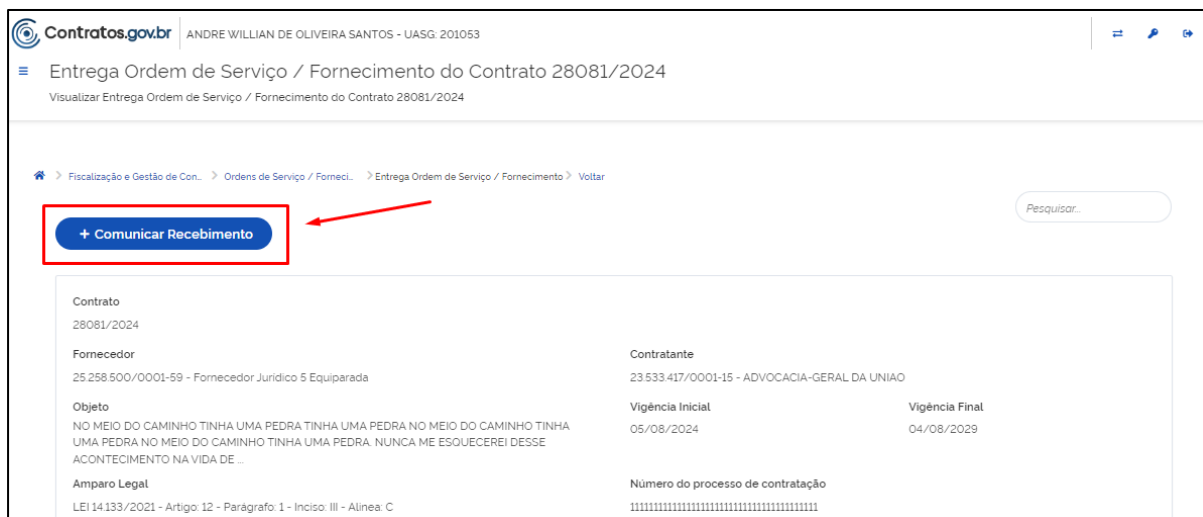 Contratos.gov.br ANDRE WILLIAN DE OLIVEIRA SANTOS - UASG: 201053
Entrega Ordem de Serviço / Fornecimento do Contrato 28081/2024
Visualizar Entrega Ordem de Serviço / Fornecimento do Contrato 28081/2024
> Fiscalização e Gestão de Con... > Ordens de Serviço / Forneci... > Entrega Ordem de Serviço / Fornecimento > Voltar
Pesquisar...
+ Comunicar Recebimento
Contrato
28081/2024
Fornecedor Contratante
25.258.500/0001-59 - Fornecedor Jurídico 5 Equiparada 23.533.417/0001-15 - ADVOCACIA-GERAL DA UNIAO
Objeto Vigência Inicial Vigência Final
NO MEIO DO CAMINHO TINHA UMA PEDRA TINHA UMA PEDRA NO MEIO DO CAMINHO TINHA 05/08/2024 04/08/2029
UMA PEDRA NO MEIO DO CAMINHO TINHA UMA PEDRA. NUNCA ME ESQUECEREI DESSE
ACONTECIMENTO NA VIDA DE ...
Amparo Legal Número do processo de contratação
LEI 14.133/2021 - Artigo: 12 - Parágrafo: 1 - Inciso: III - Alínea: C